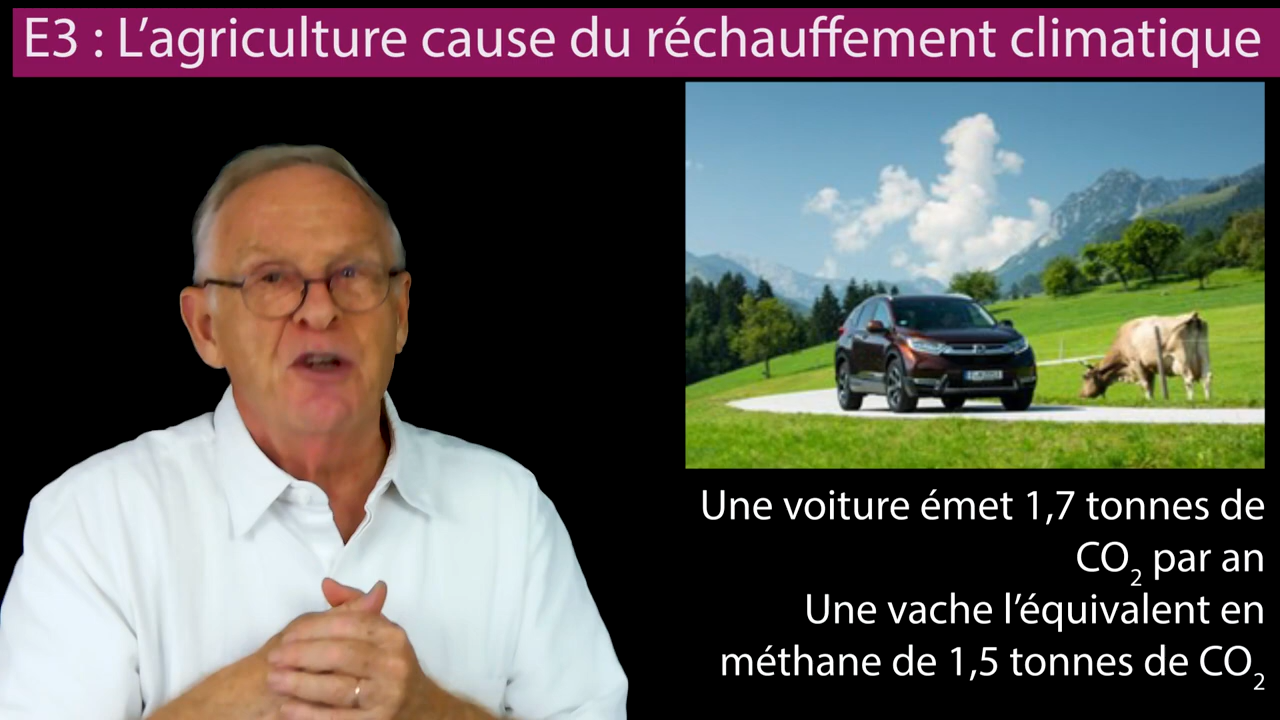 E3 : L’agriculture cause du réchauffement climatique
Une voiture émet 1,7 tonnes de
CO₂ par an
Une vache l’équivalent en
méthane de 1,5 tonnes de CO₂